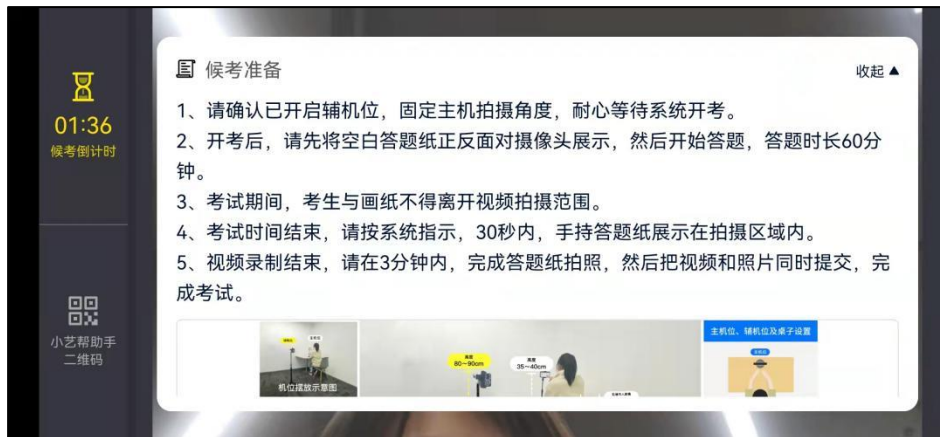 01:36
候考倒计时
小艺帮助手
二维码
候考准备
收起▲
1、请确认已开启辅机位，固定主机拍摄角度，耐心等待系统开考。
2、开考后，请先将空白答题纸正反面对摄像头展示，然后开始答题，答题时长60分
钟。
3、考试期间，考生与画纸不得离开视频拍摄范围。
4、考试时间结束，请按系统指示，30秒内，手持答题纸展示在拍摄区域内。
5、视频录制结束，请在3分钟内，完成答题纸拍照，然后把视频和照片同时提交，完
成考试。
机位摆放示意图
高度
80~90cm
高度
35~40cm
主机位、辅机位及桌子设置